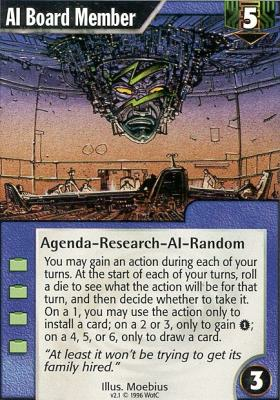 AI Board Member
5
Agenda-Research-AI-Random
You may gain an action during each of your
turns. At the start of each of your turns, roll
a die to see what the action will be for that
turn, and then decide whether to take it.
On a 1, you may use the action only to
install a card; on a 2 or 3, only to gain 1;
on a 4, 5, or 6, only to draw a card.
"At least it won't be trying to get its
family hired."
3
Illus. Moebius
v2.1 © 1996 WotC